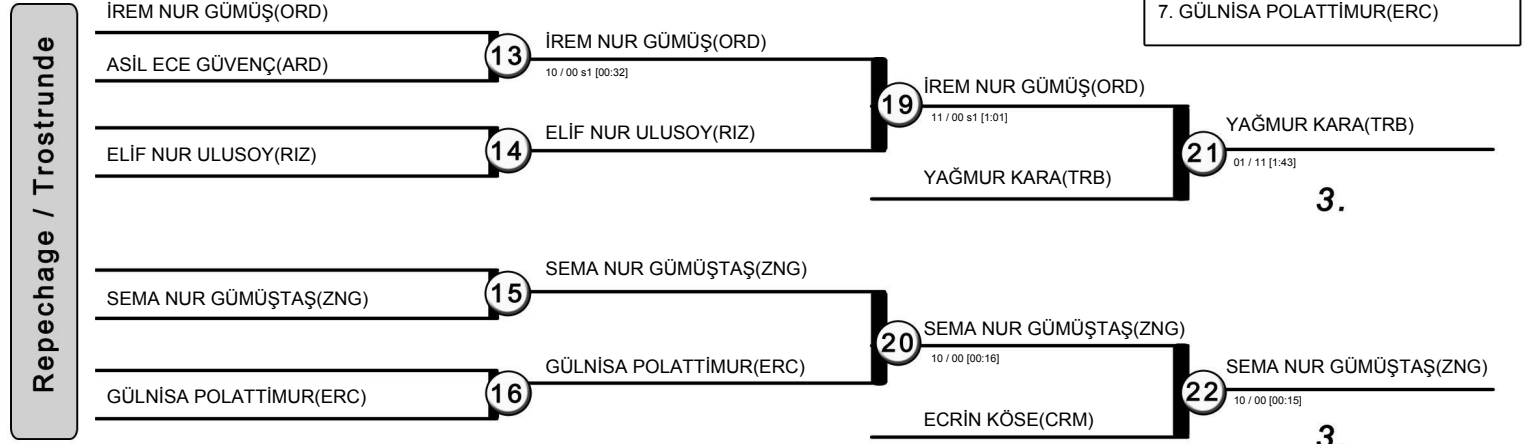 Repechage / Trostrunde
İREM NUR GÜMÜŞ(ORD)
7. GÜLNİSA POLATTİMUR(ERC)
ASİL ECE GÜVENÇ(ARD)
13
İREM NUR GÜMÜŞ(ORD)
10 / 00 s1 [00:32]
19
İREM NUR GÜMÜŞ(ORD)
11 / 00 s1 [1:01]
ELİF NUR ULUSOY(RIZ)
14
ELİF NUR ULUSOY(RIZ)
YAĞMUR KARA(TRB)
21
YAĞMUR KARA(TRB)
01 / 11 [1:43]
3.
SEMA NUR GÜMÜŞTAŞ(ZNG)
15
SEMA NUR GÜMÜŞTAŞ(ZNG)
20
SEMA NUR GÜMÜŞTAŞ(ZNG)
10 / 00 [00:16]
GÜLNİSA POLATTİMUR(ERC)
16
GÜLNİSA POLATTİMUR(ERC)
ECRİN KÖSE(CRM)
22
SEMA NUR GÜMÜŞTAŞ(ZNG)
10 / 00 [00:15]
3